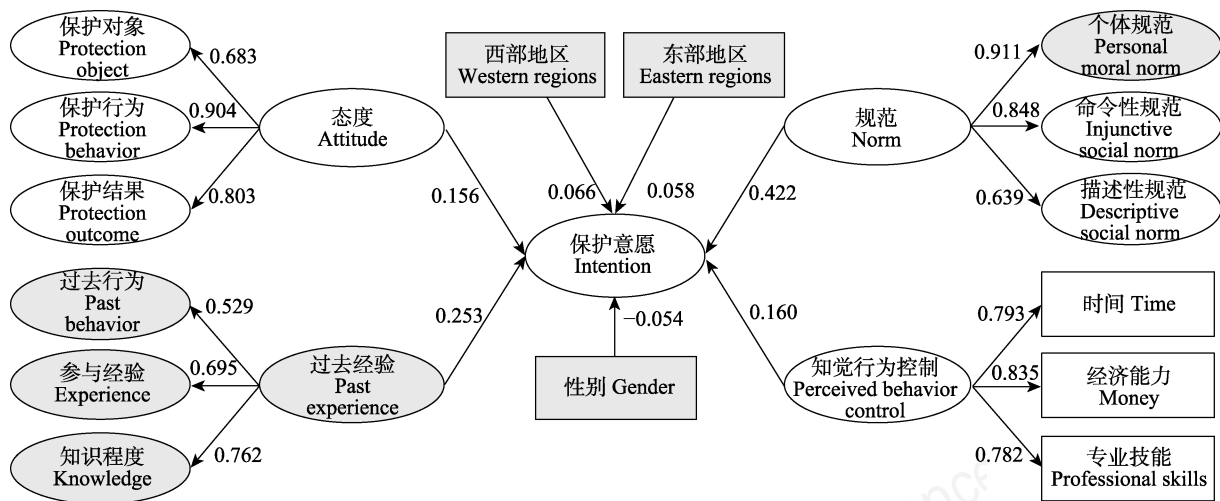 保护对象
Protection
object
0.683
保护行为
Protection
behavior
0.904
保护结果
Protection
outcome
0.803
态度
Attitude
0.156
西部地区
Western regions
0.066
东部地区
Eastern regions
0.058
规范
Norm
0.422
0.911
个体规范
Personal
moral norm
0.848
命令性规范
Injunctive
social norm
0.639
描述性规范
Descriptive
social norm
保护意愿
Intention
过去行为
Past
behavior
0.529
参与经验
Experience
0.695
知识程度
Knowledge
0.762
过去经验
Past
experience
0.253
−0.054
性别 Gender
0.160
知觉行为控制
Perceived behavior
control
0.793
时间 Time
0.835
经济能力
Money
0.782
专业技能
Professional skills